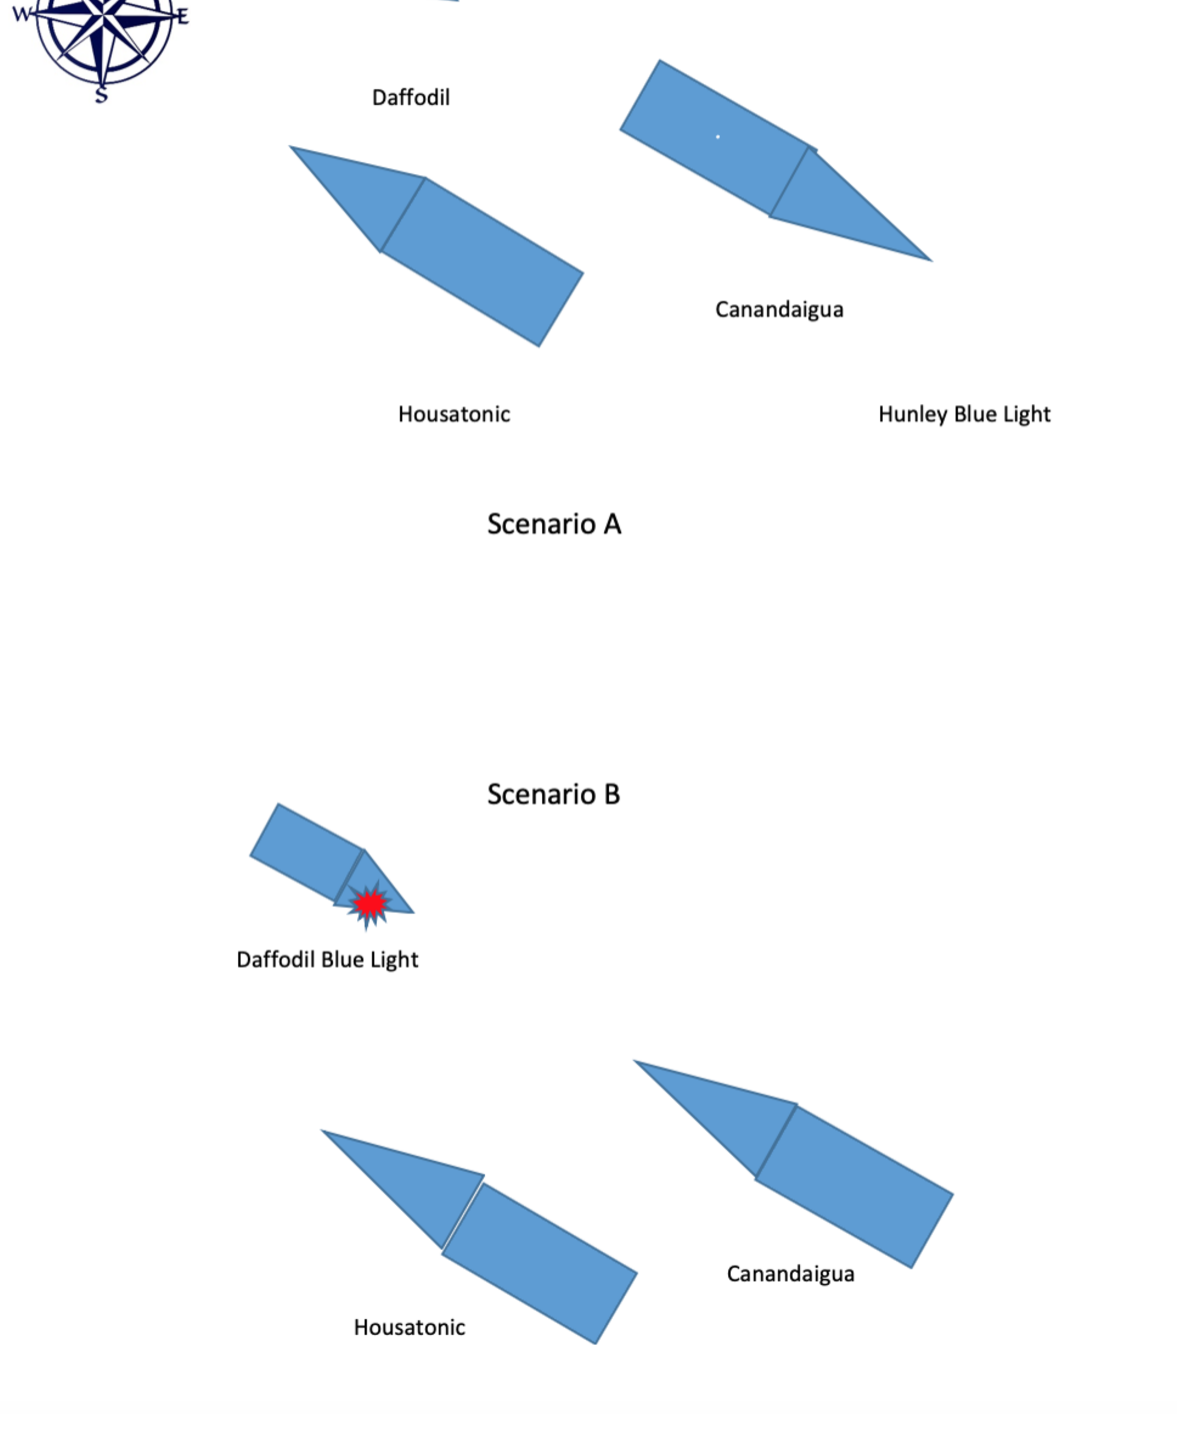 W E
S
Daffodil
Canandaigua
Housatonic
Hunley Blue Light
Scenario A
Scenario B
Daffodil Blue Light
Canandaigua
Housatonic